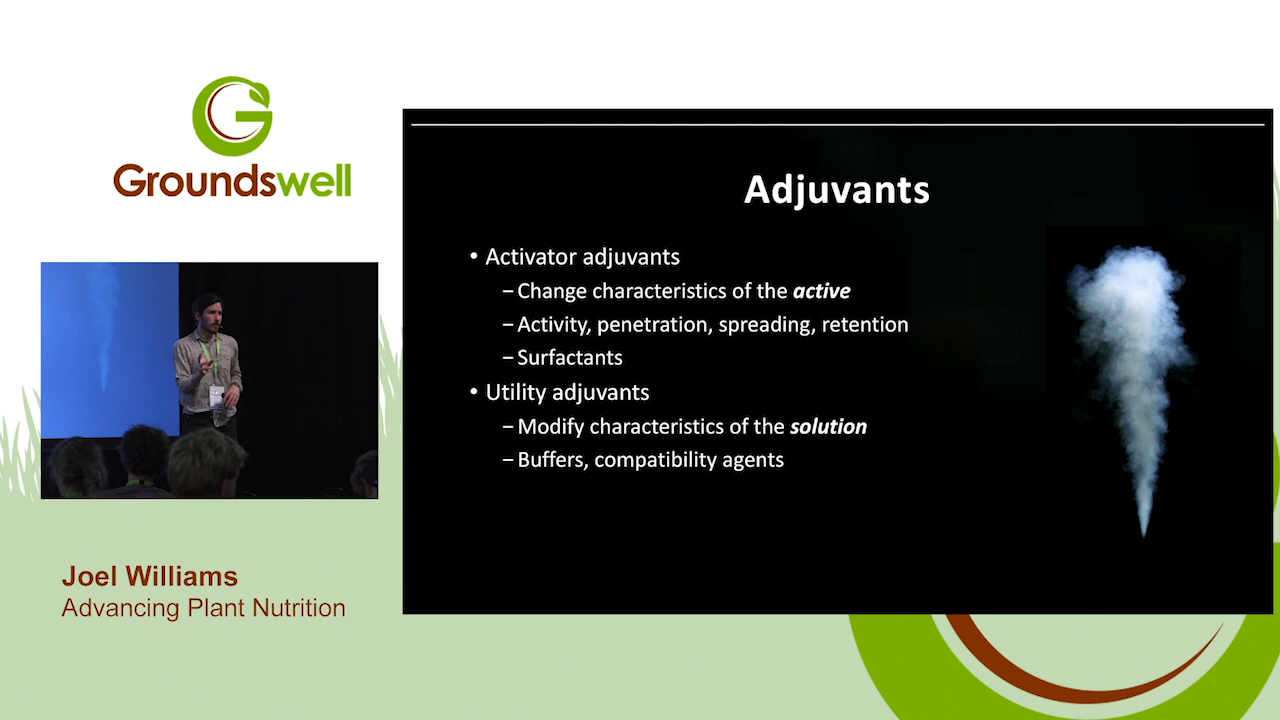 Groundswell
Adjuvants
• Activator adjuvants
– Change characteristics of the active
– Activity, penetration, spreading, retention
– Surfactants
• Utility adjuvants
– Modify characteristics of the solution
– Buffers, compatibility agents
Joel Williams
Advancing Plant Nutrition